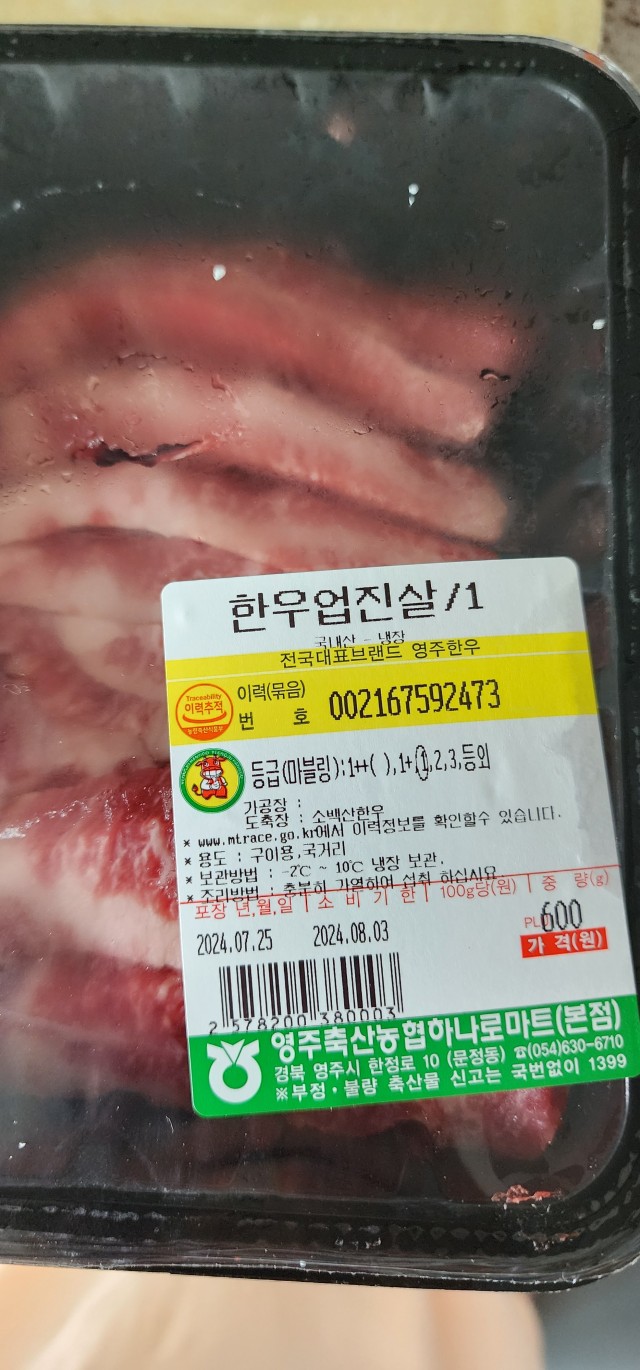 한우업진살/1
국내산 - 냉장
전국대표브랜드 영주한우
Traceability
이력추적
이력(묶음)
번 호 002167592473
등급(마블링):1++( ),1+,1,2,3,등외
가공장 :
도축장 : 소백산한우
* www.mtrace.go.kr에서 이력정보를 확인할수 있습니다.
* 용도 : 구이용,국거리
* 보관방법 : -2℃ ~ 10℃ 냉장 보관.
* 조리방법 : 충분히 가열하여 섭취 하십시요.
포장 년,월,일 | 소 비 기 한 | 100g당(원) | 중 량(g)
2024.07.25 2024.08.03 600
가 격(원)
2 578200 380003
영주축산농협하나로마트(본점)
경북 영주시 한정로 10 (문정동) ☎(054)630-6710
※부정·불량 축산물 신고는 국번없이 1399